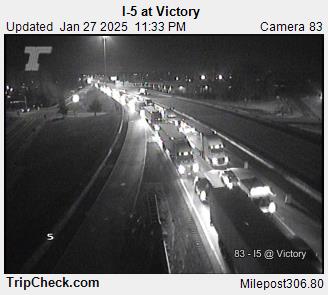 I-5 at Victory
Updated  Jan 27 2025  11:33 PM
Camera 83
T
S
83 - I5 @ Victory
TripCheck.com
Milepost306.80